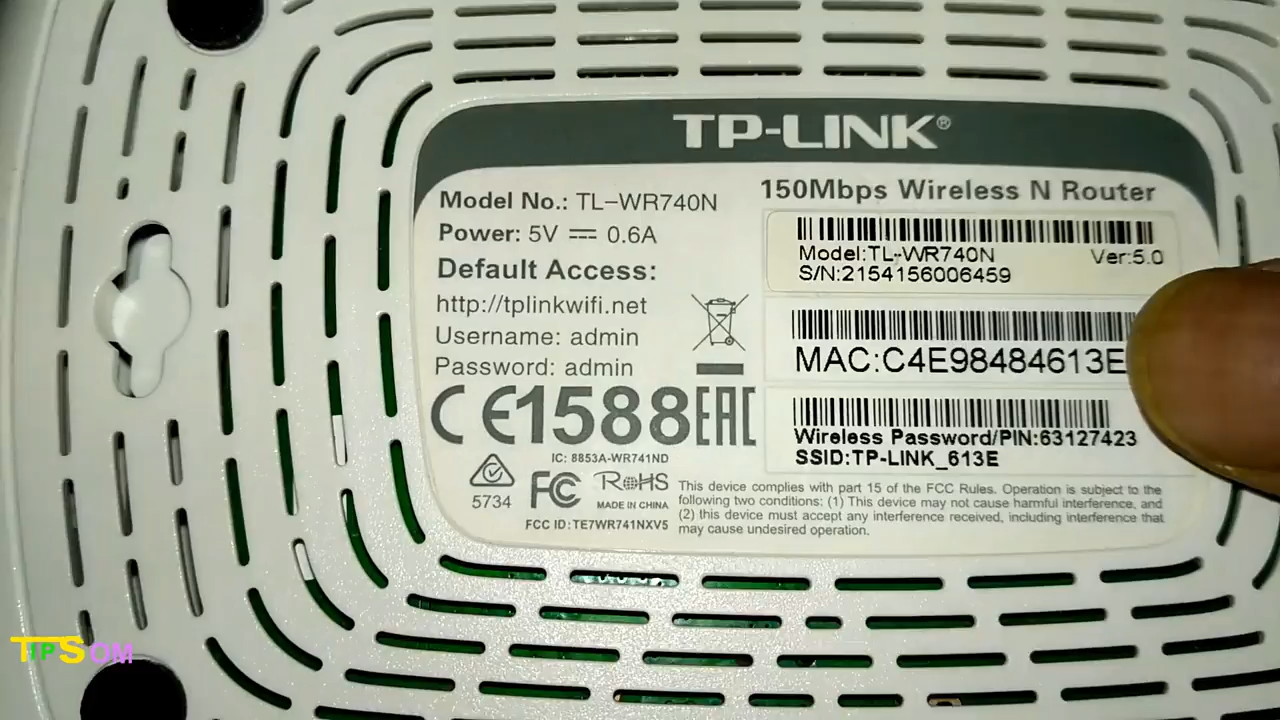 TP-LINK®
150Mbps Wireless N Router
Model No.: TL-WR740N
Power: 5V ⎓ 0.6A
Default Access:
http://tplinkwifi.net
Username: admin
Password: admin
Model:TL-WR740N Ver:5.0
S/N:2154156006459
MAC:C4E98484613E
Wireless Password/PIN:63127423
SSID:TP-LINK_613E
CE1588 EAC
IC: 8853A-WR741ND
5734
FC
RoHS
MADE IN CHINA
FCC ID: TE7WR741NXV5
This device complies with part 15 of the FCC Rules. Operation is subject to the
following two conditions: (1) This device may not cause harmful interference, and
(2) this device must accept any interference received, including interference that
may cause undesired operation.
TIPSOM